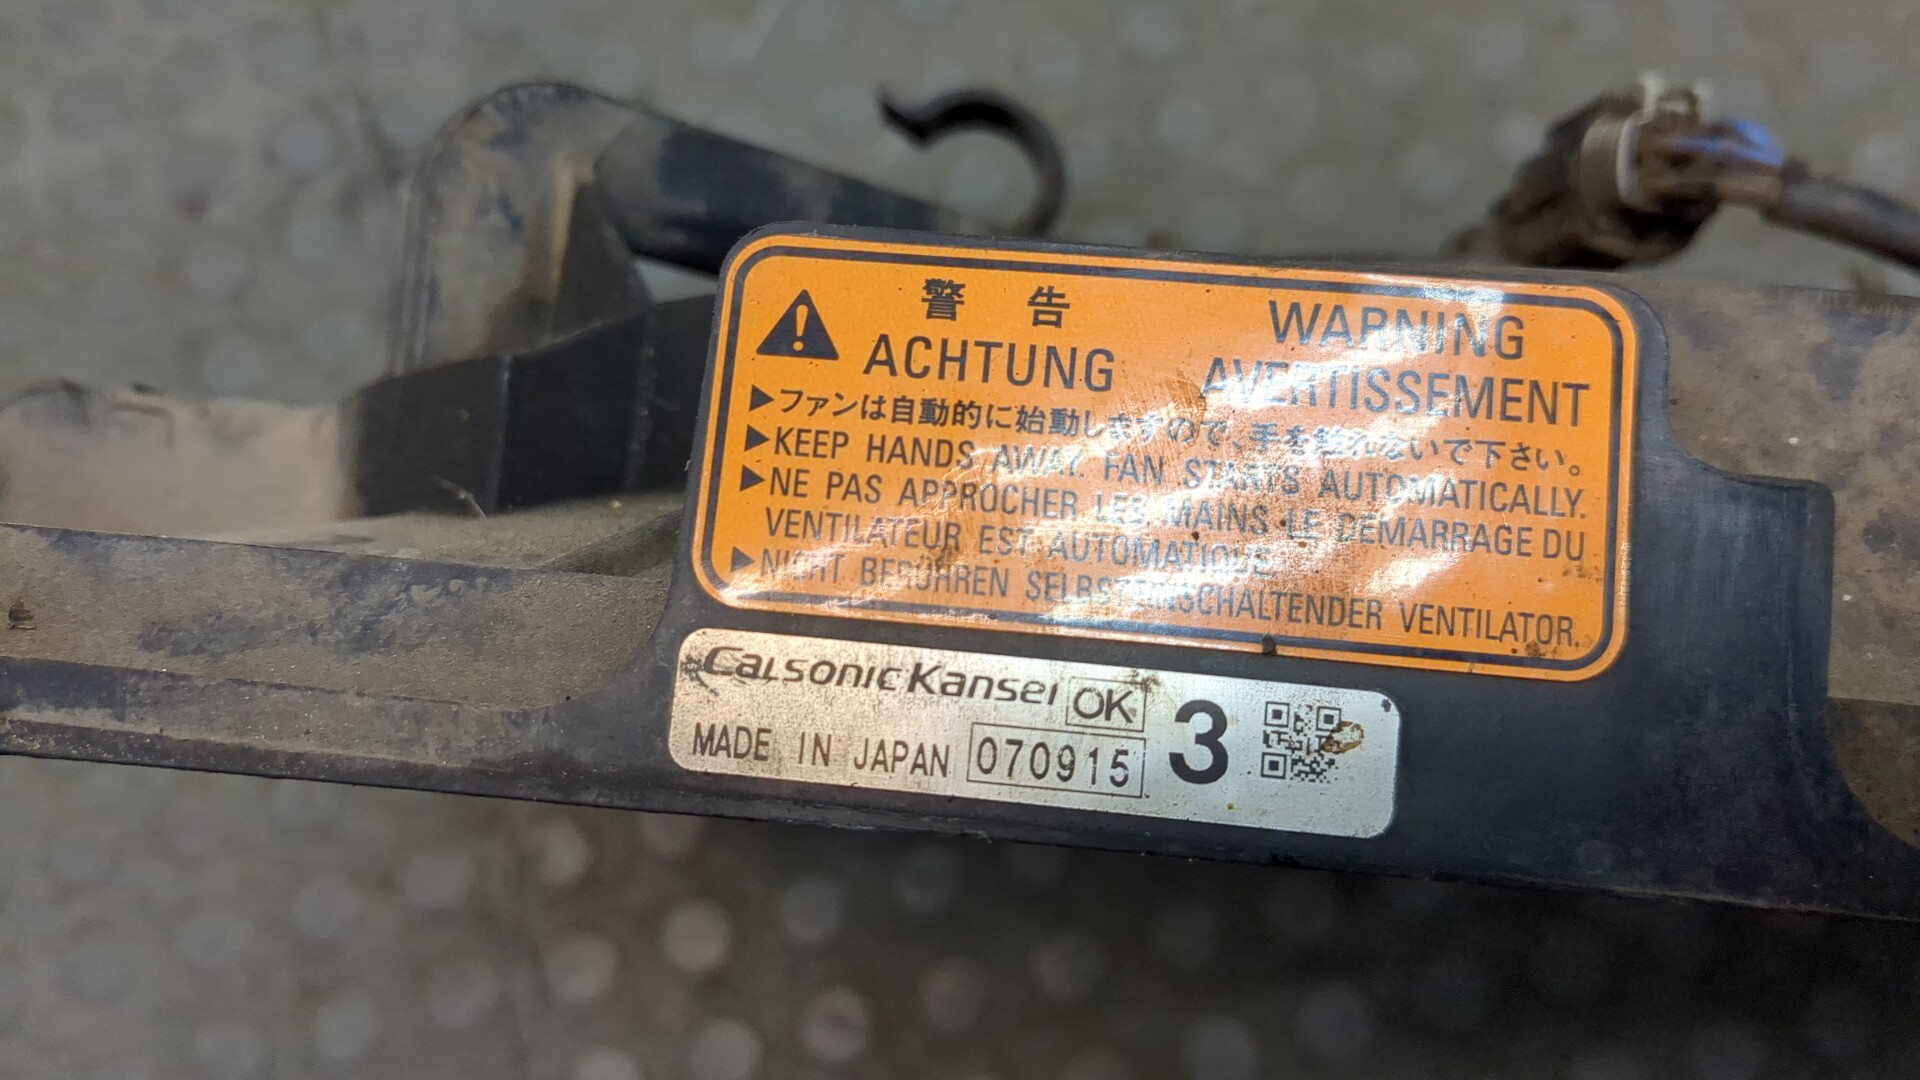 警告
WARNING
ACHTUNG
AVERTISSEMENT
▶ファンは自動的に始動しますので、手を触れないで下さい。
▶KEEP HANDS AWAY. FAN STARTS AUTOMATICALLY.
▶NE PAS APPROCHER LES MAINS LE DEMARRAGE DU
VENTILATEUR EST AUTOMATIQUE
▶NICHT BERÜHREN SELBSTEINSCHALTENDER VENTILATOR.
CalsonicKansei OK 3
MADE IN JAPAN 070915